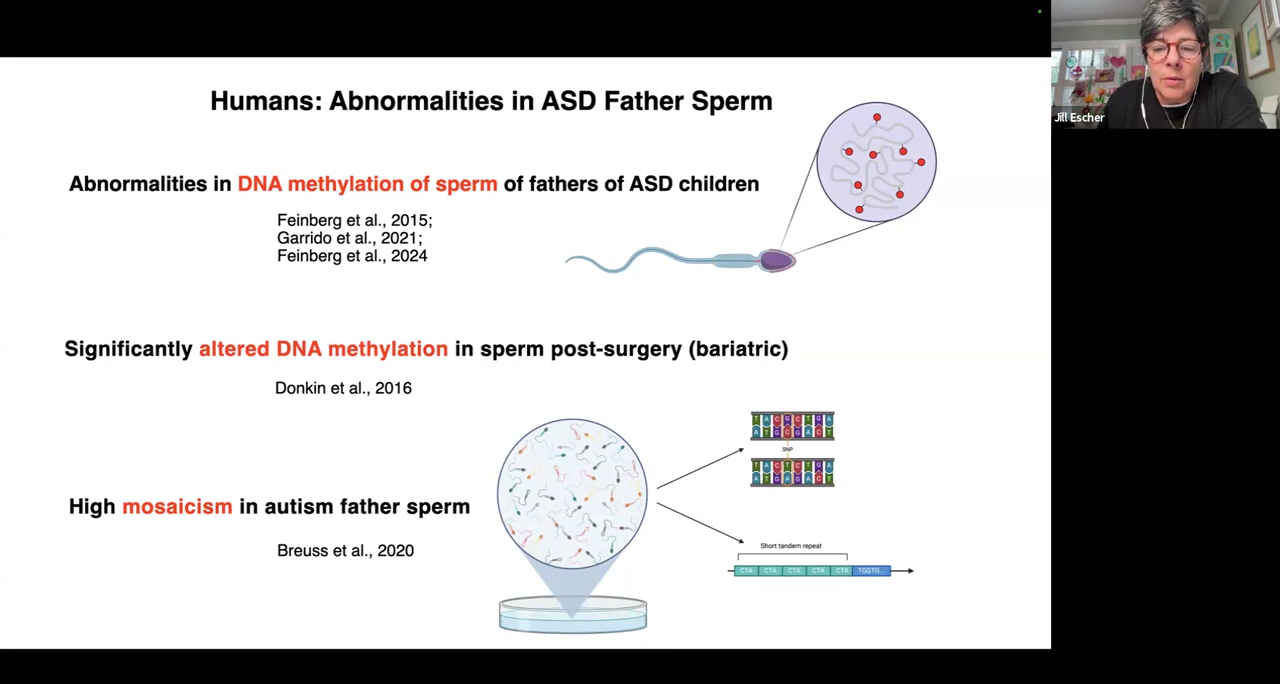 Humans: Abnormalities in ASD Father Sperm
Jill Escher
Abnormalities in DNA methylation of sperm of fathers of ASD children
Feinberg et al., 2015;
Garrido et al., 2021;
Feinberg et al., 2024
Significantly altered DNA methylation in sperm post-surgery (bariatric)
Donkin et al., 2016
T A C G C T G A
A T G C G A C T
SNP
T A C T C T G A
A T G A G A C T
High mosaicism in autism father sperm
Breuss et al., 2020
Short tandem repeat
CTA CTA CTA CTA CTA TGGTG...